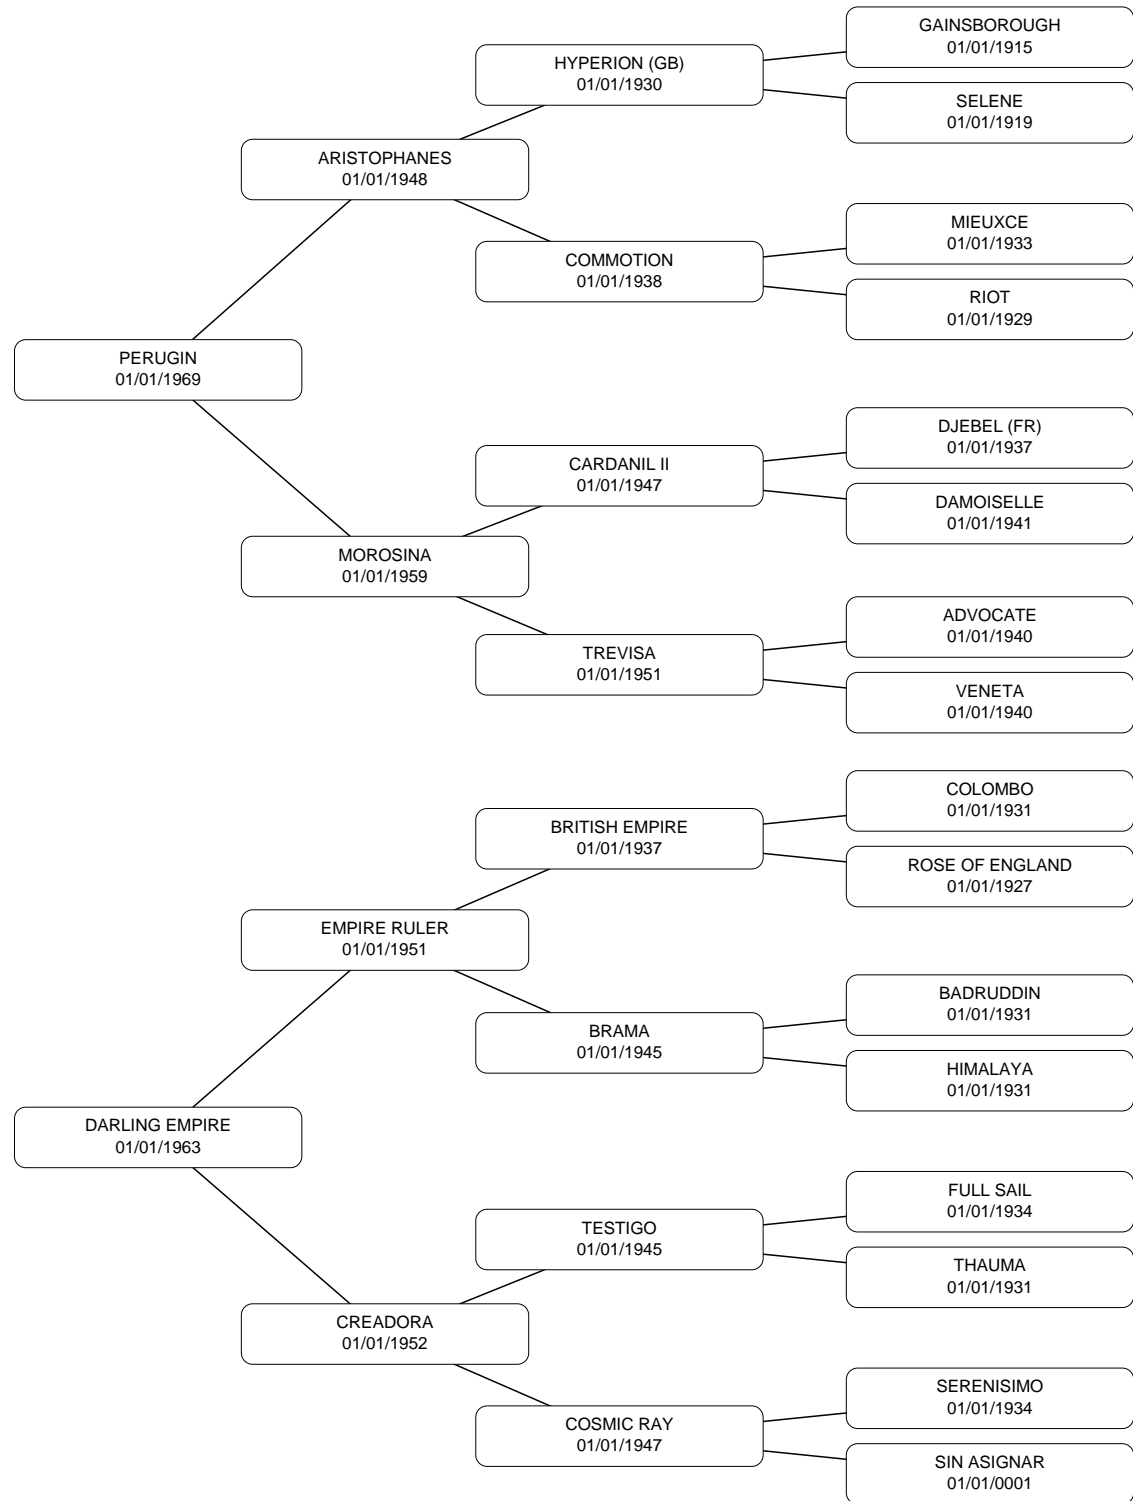 GAINSBOROUGH
01/01/1915
HYPERION (GB)
01/01/1930
SELENE
01/01/1919
ARISTOPHANES
01/01/1948
MIEUXCE
01/01/1933
COMMOTION
01/01/1938
RIOT
01/01/1929
PERUGIN
01/01/1969
DJEBEL (FR)
01/01/1937
CARDANIL II
01/01/1947
DAMOISELLE
01/01/1941
MOROSINA
01/01/1959
ADVOCATE
01/01/1940
TREVISA
01/01/1951
VENETA
01/01/1940
COLOMBO
01/01/1931
BRITISH EMPIRE
01/01/1937
ROSE OF ENGLAND
01/01/1927
EMPIRE RULER
01/01/1951
BADRUDDIN
01/01/1931
BRAMA
01/01/1945
HIMALAYA
01/01/1931
DARLING EMPIRE
01/01/1963
FULL SAIL
01/01/1934
TESTIGO
01/01/1945
THAUMA
01/01/1931
CREADORA
01/01/1952
SERENISIMO
01/01/1934
COSMIC RAY
01/01/1947
SIN ASIGNAR
01/01/0001